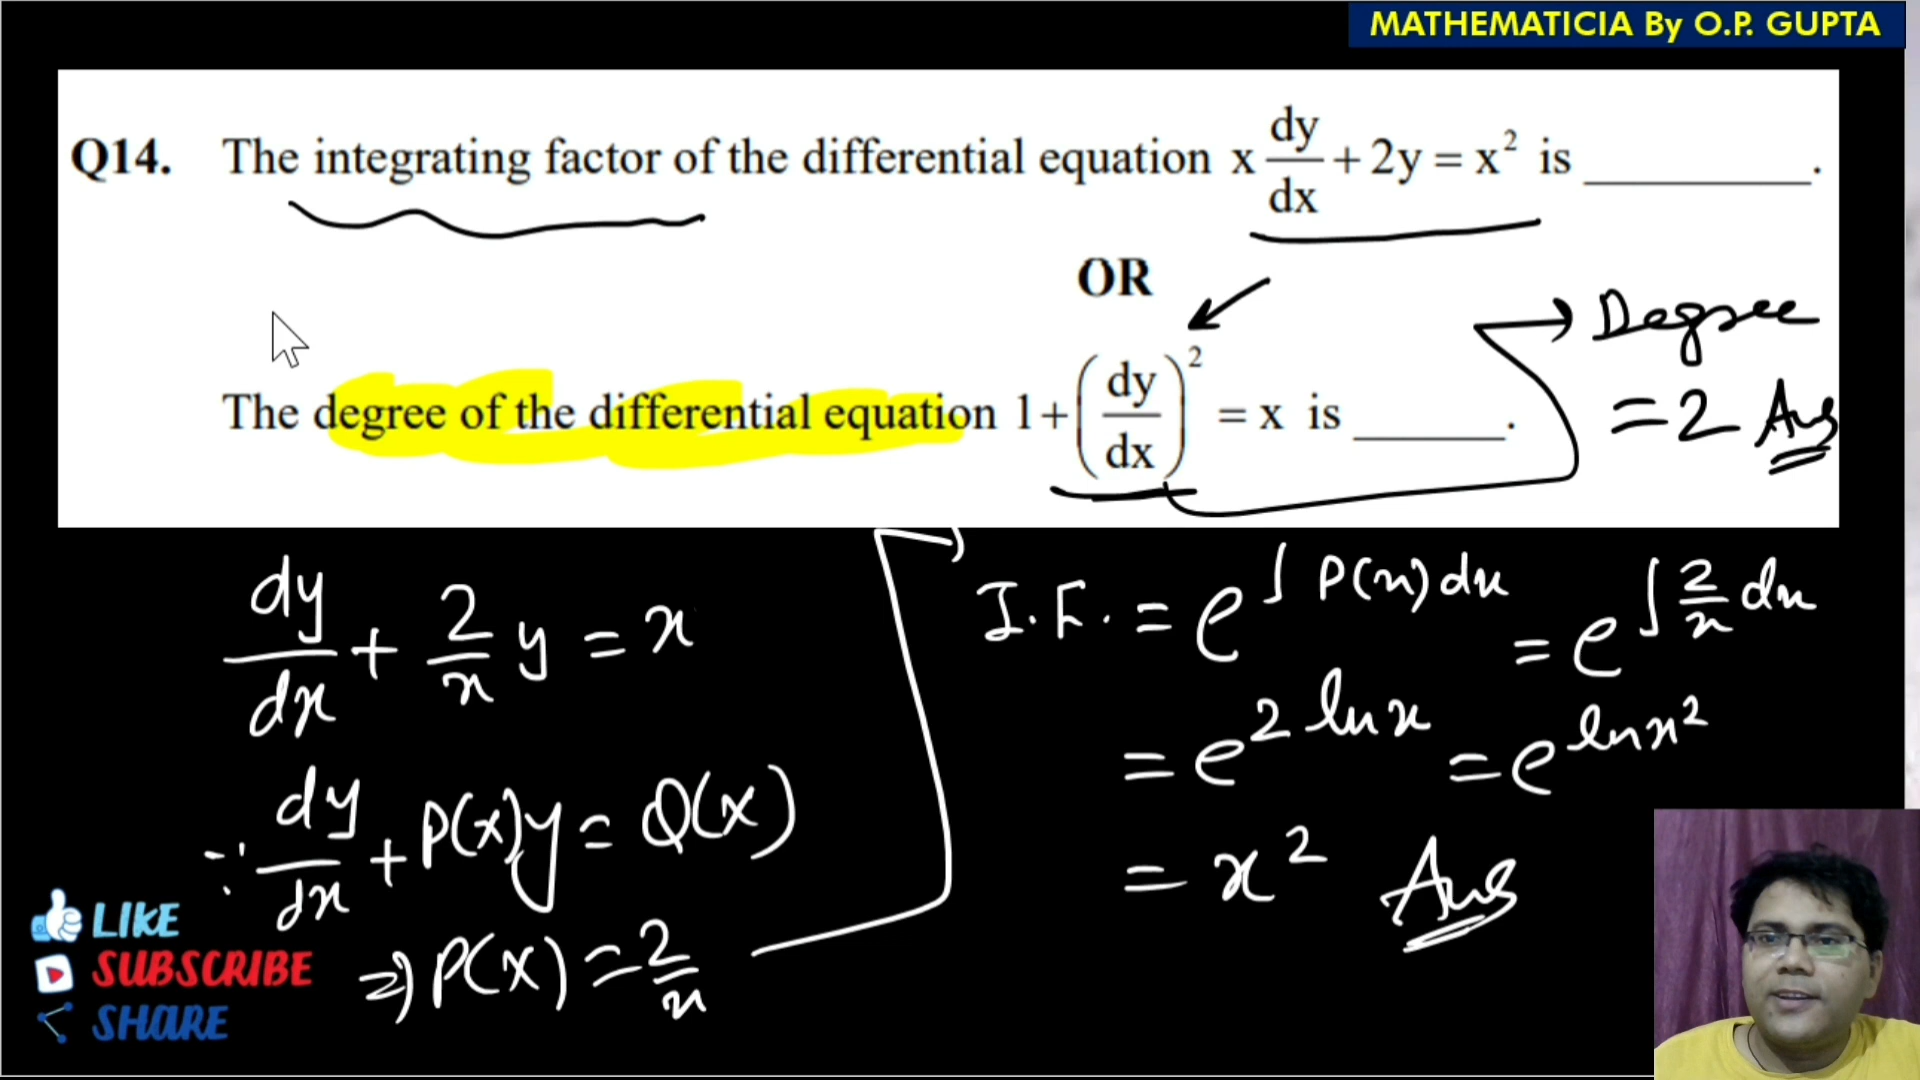 MATHEMATICIA By O.P. GUPTA
Q14. The integrating factor of the differential equation x dy/dx + 2y = x² is ________.
OR
The degree of the differential equation 1+(dy/dx)² = x is ______.
→ Degree
= 2 Ans
dy/dx + 2/x y = x
∵ dy/dx + P(x)y = Q(x)
⇒ P(x) = 2/x
I.F. = e^∫P(x)dx = e^∫2/x dx
= e^2 ln x = e^ln x²
= x² Ans
LIKE
SUBSCRIBE
SHARE